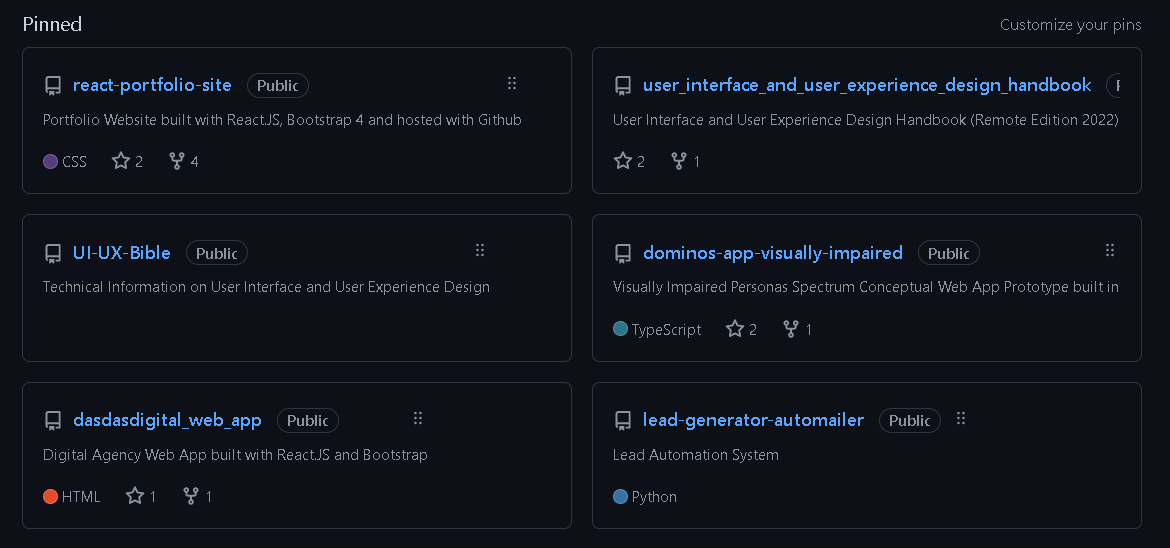 Pinned
Customize your pins
react-portfolio-site Public
Portfolio Website built with ReactJS, Bootstrap 4 and hosted with Github
CSS 2 4
user_interface_and_user_experience_design_handbook
User Interface and User Experience Design Handbook (Remote Edition 2022)
2 1
UI-UX-Bible Public
Technical Information on User Interface and User Experience Design
dominos-app-visually-impaired Public
Visually Impaired Personas Spectrum Conceptual Web App Prototype built in
TypeScript 2 1
dasdasdigital_web_app Public
Digital Agency Web App built with ReactJS and Bootstrap
HTML 1 1
lead-generator-automailer Public
Lead Automation System
Python